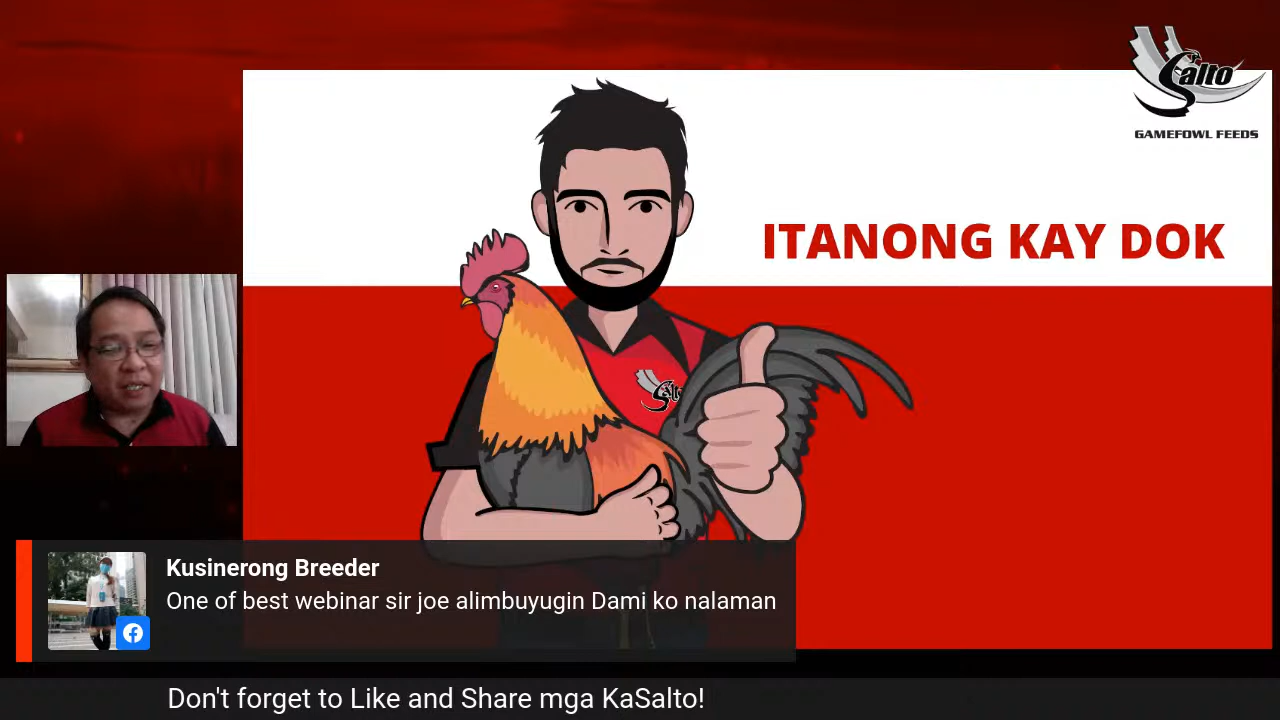 Salto
GAMEFOWL FEEDS
ITANONG KAY DOK
Kusinerong Breeder
One of best webinar sir joe alimbuyugin Dami ko nalaman
Don't forget to Like and Share mga KaSalto!